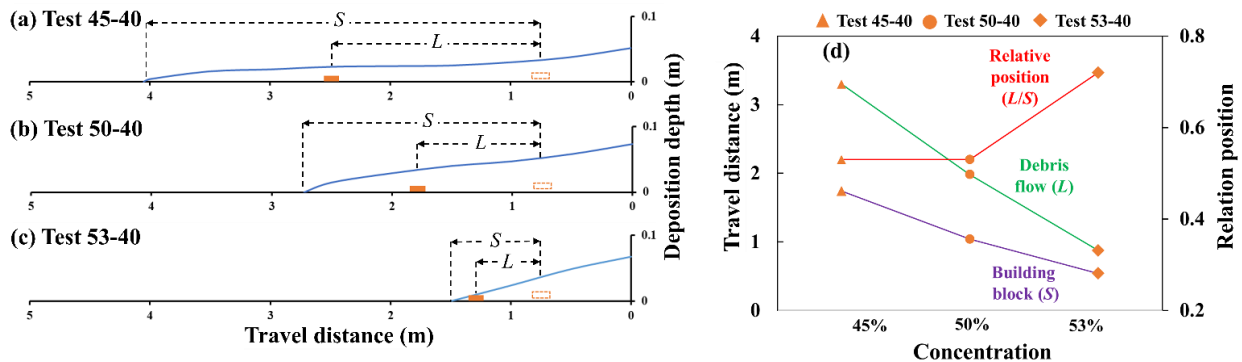 (a) Test 45-40
S
L
0.1
0
5 4 3 2 1 0
(b) Test 50-40
S
L
0.1
0
5 4 3 2 1 0
(c) Test 53-40
S
L
0.1
0
5 4 3 2 1 0
Travel distance (m)
Deposition depth (m)
Test 45-40 Test 50-40 Test 53-40
(d)
4
3
2
1
0
Travel distance (m)
0.8
0.6
0.4
0.2
Relation position
Relative
position
(L/S)
Debris
flow (L)
Building
block (S)
45% 50% 53%
Concentration